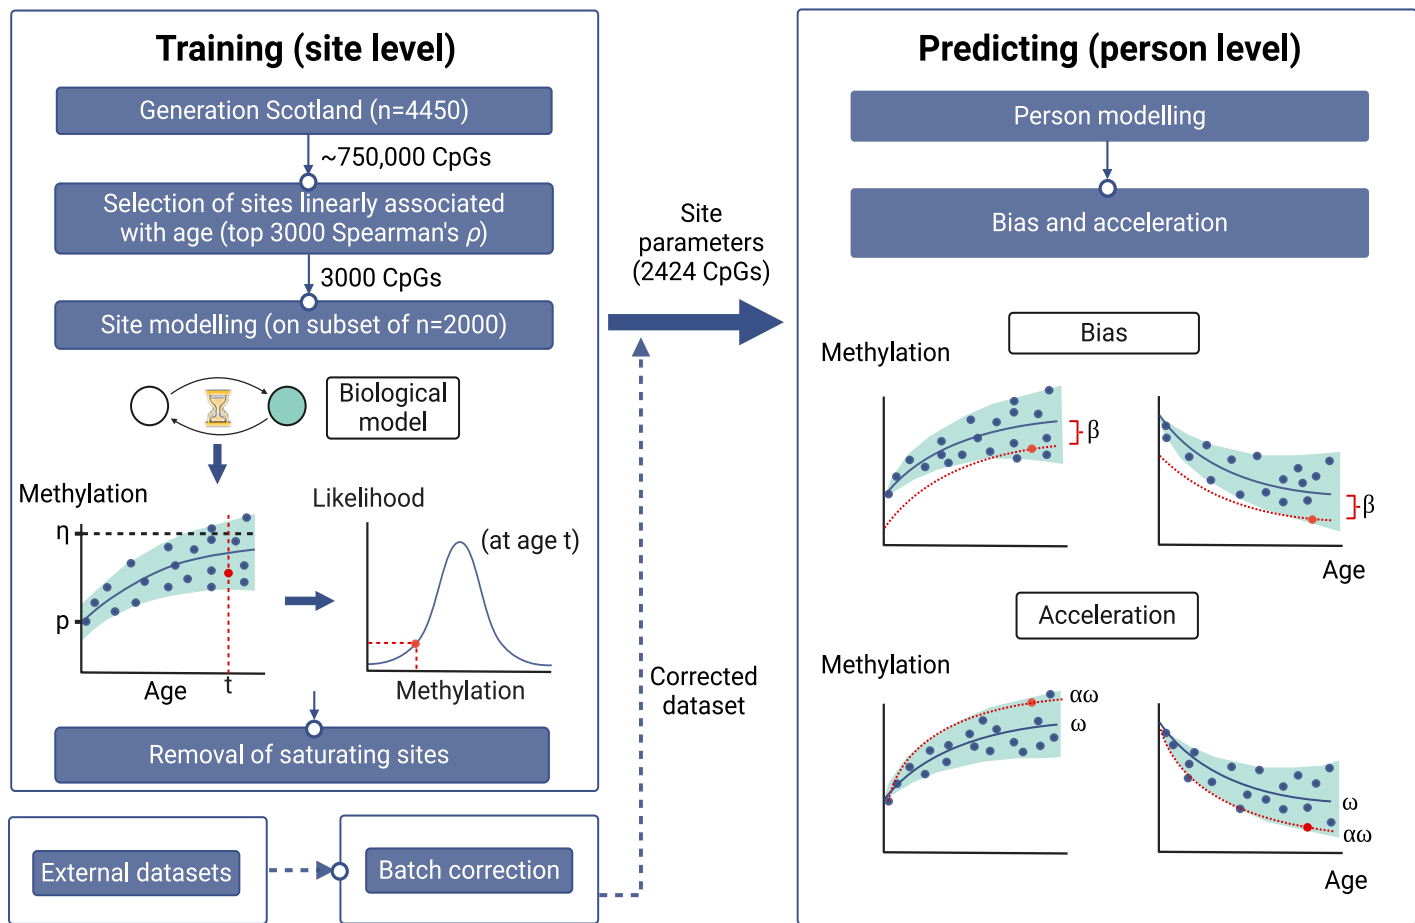 Training (site level)
Generation Scotland (n=4450)
~750,000 CpGs
Selection of sites linearly associated
with age (top 3000 Spearman's ρ)
3000 CpGs
Site modelling (on subset of n=2000)
Biological
model
Methylation
η
p
Age
t
Likelihood
(at age t)
Methylation
Removal of saturating sites
External datasets
Batch correction
Site
parameters
(2424 CpGs)
Corrected
dataset
Predicting (person level)
Person modelling
Bias and acceleration
Bias
Methylation
β
β
Age
Acceleration
Methylation
αω
ω
ω
αω
Age